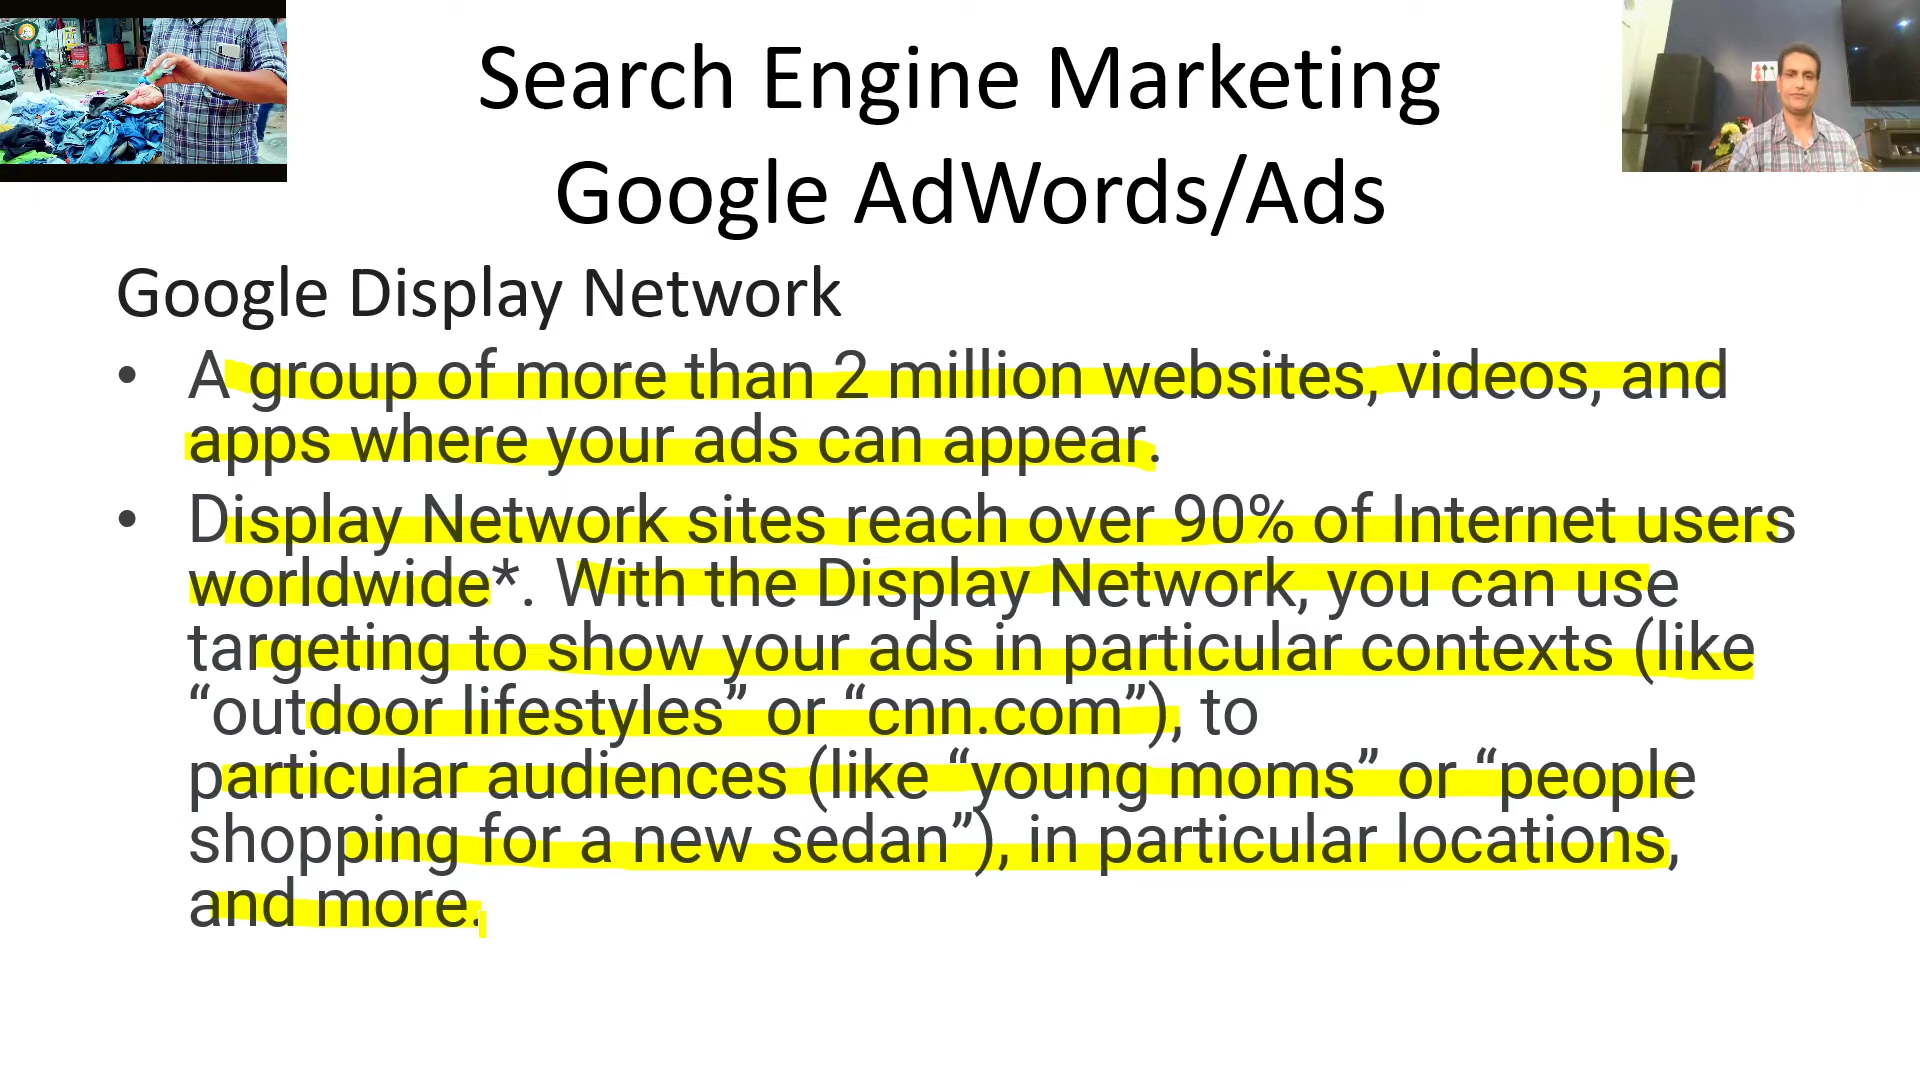 Search Engine Marketing
Google AdWords/Ads
Google Display Network
• A group of more than 2 million websites, videos, and
apps where your ads can appear.
• Display Network sites reach over 90% of Internet users
worldwide*. With the Display Network, you can use
targeting to show your ads in particular contexts (like
“outdoor lifestyles” or “cnn.com”), to
particular audiences (like “young moms” or “people
shopping for a new sedan”), in particular locations,
and more.